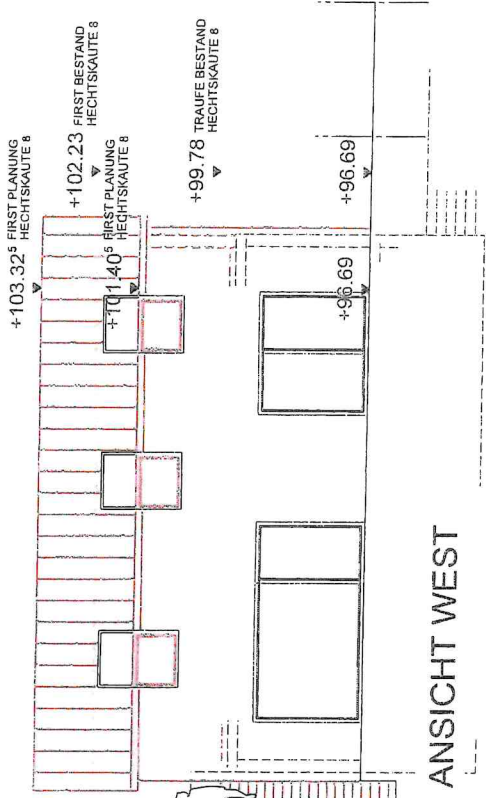 +103.32⁵ FIRST PLANUNG
HECHTSKAUTE 8
+102.23 FIRST BESTAND
HECHTSKAUTE 8
+101.40⁵ FIRST PLANUNG
HECHTSKAUTE 8
+99.78 TRAUFE BESTAND
HECHTSKAUTE 8
+96.69
+96.69
ANSICHT WEST